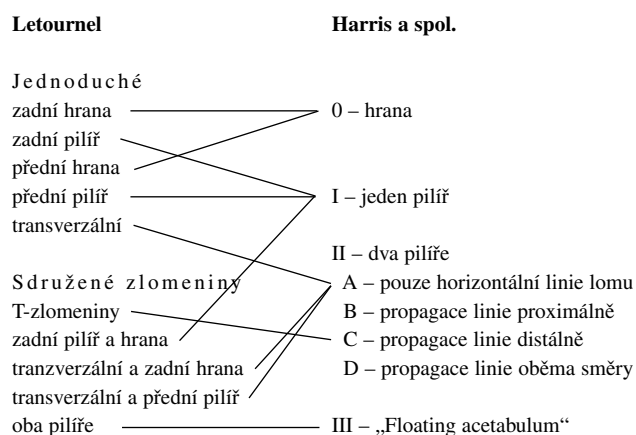 Letournel
Jednoduché
zadní hrana
zadní pilíř
přední hrana
přední pilíř
transverzální
Sdružené zlomeniny
T-zlomeniny
zadní pilíř a hrana
tranzverzální a zadní hrana
transverzální a přední pilíř
oba pilíře
Harris a spol.
0 – hrana
I – jeden pilíř
II – dva pilíře
A – pouze horizontální linie lomu
B – propagace linie proximálně
C – propagace linie distálně
D – propagace linie oběma směry
III – „Floating acetabulum“